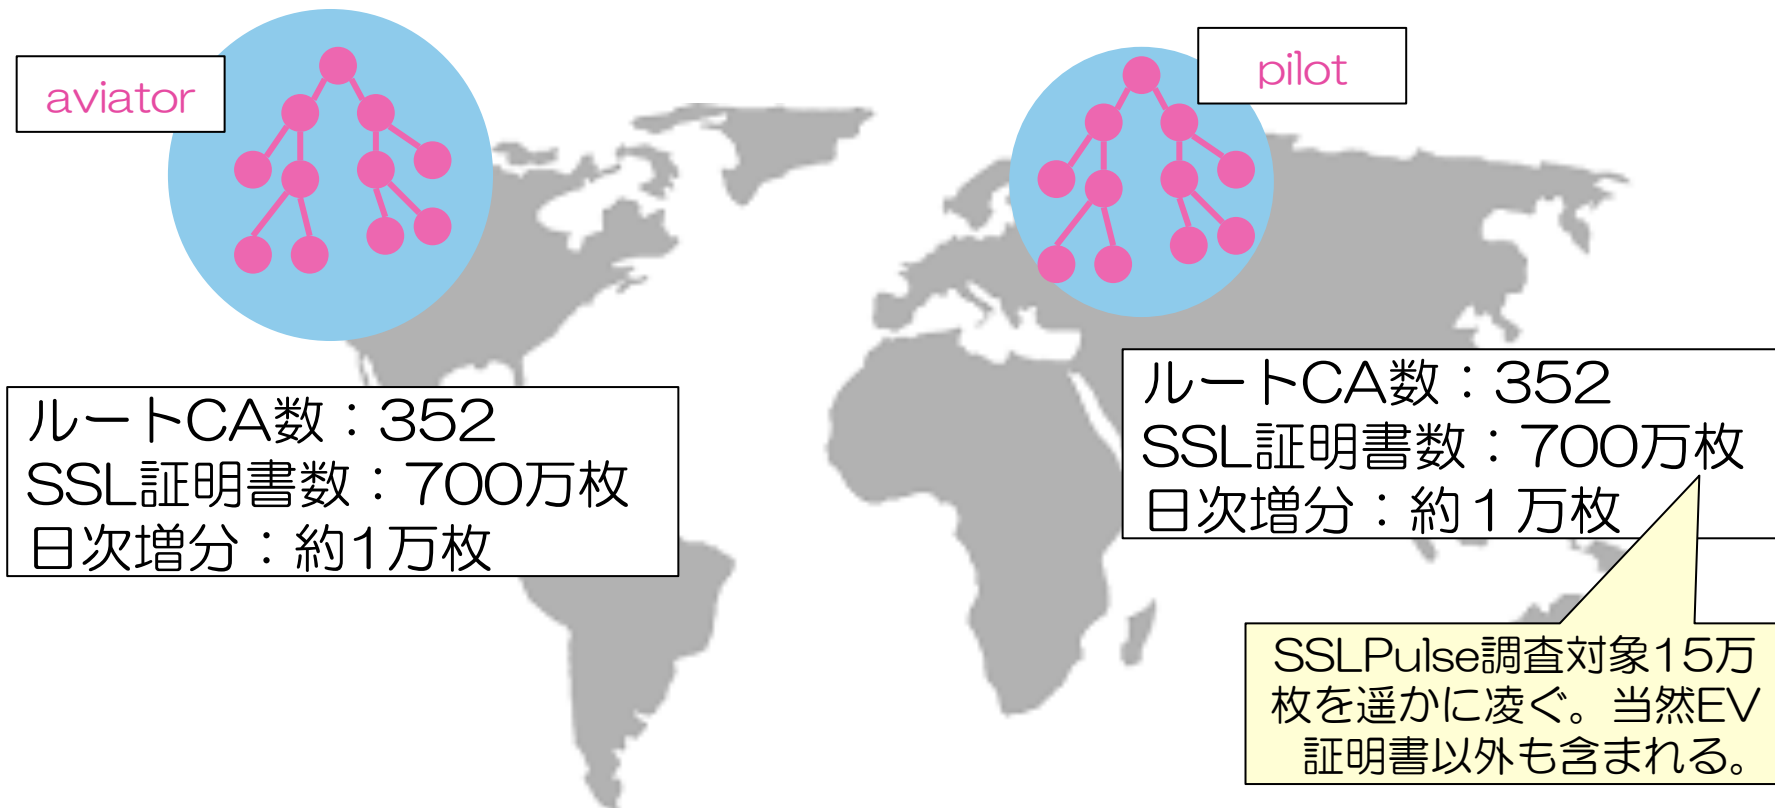 aviator
pilot
ルートCA数：352
SSL証明書数：700万枚
日次増分：約1万枚
ルートCA数：352
SSL証明書数：700万枚
日次増分：約１万枚
SSLPulse調査対象15万
枚を遥かに凌ぐ。当然EV
証明書以外も含まれる。